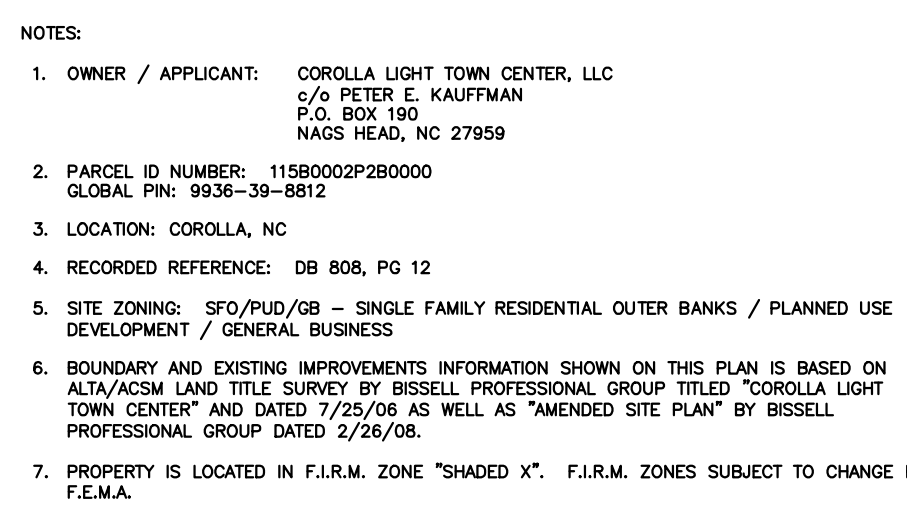 NOTES:
1. OWNER / APPLICANT: COROLLA LIGHT TOWN CENTER, LLC
c/o PETER E. KAUFFMAN
P.O. BOX 190
NAGS HEAD, NC 27959
2. PARCEL ID NUMBER: 115B0002P2B0000
GLOBAL PIN: 9936-39-8812
3. LOCATION: COROLLA, NC
4. RECORDED REFERENCE: DB 808, PG 12
5. SITE ZONING: SFO/PUD/GB - SINGLE FAMILY RESIDENTIAL OUTER BANKS / PLANNED USE
DEVELOPMENT / GENERAL BUSINESS
6. BOUNDARY AND EXISTING IMPROVEMENTS INFORMATION SHOWN ON THIS PLAN IS BASED ON
ALTA/ACSM LAND TITLE SURVEY BY BISSELL PROFESSIONAL GROUP TITLED "COROLLA LIGHT
TOWN CENTER" AND DATED 7/25/06 AS WELL AS "AMENDED SITE PLAN" BY BISSELL
PROFESSIONAL GROUP DATED 2/26/08.
7. PROPERTY IS LOCATED IN F.I.R.M. ZONE "SHADED X". F.I.R.M. ZONES SUBJECT TO CHANGE
F.E.M.A.